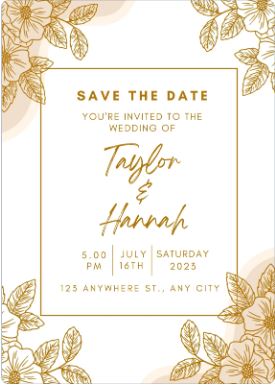 SAVE THE DATE
YOU'RE INVITED TO THE
WEDDING OF
Taylor
&
Hannah
5.00 PM
JULY 16TH
SATURDAY 2023
123 ANYWHERE ST., ANY CITY